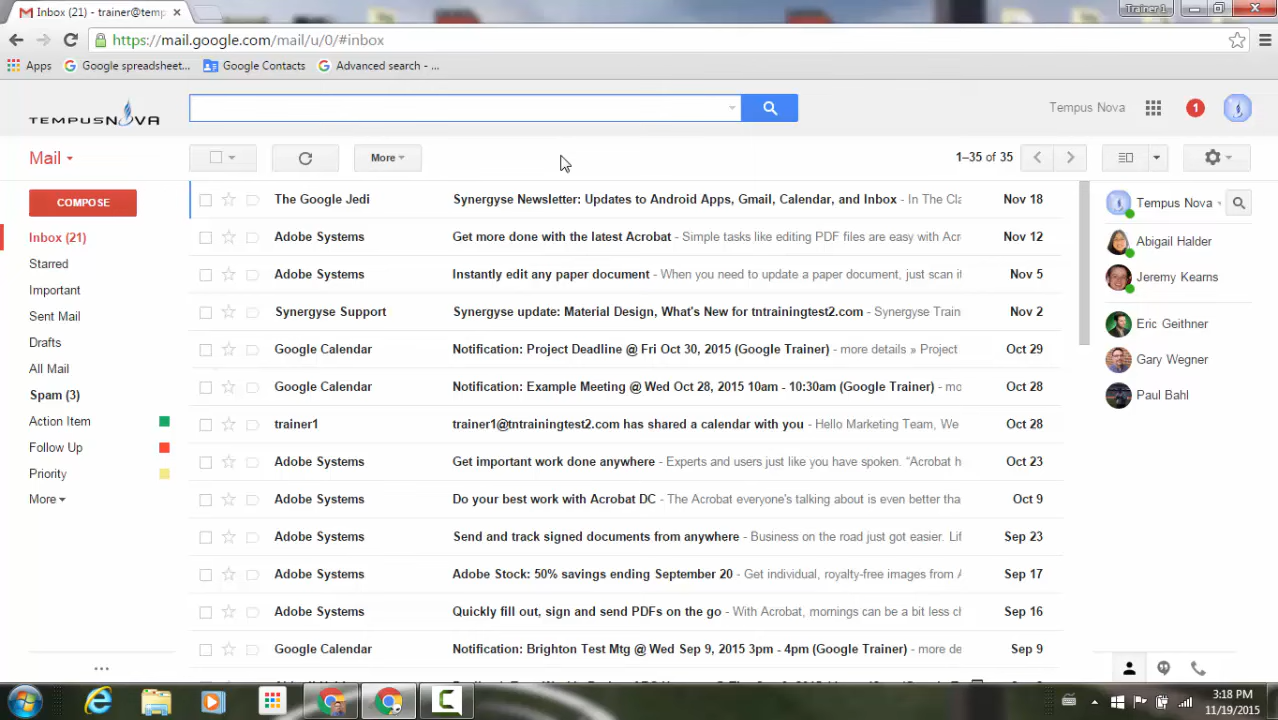 Inbox (21) - trainer@temp
Trainer 1
https://mail.google.com/mail/u/0/#inbox
Apps Google spreadsheet... Google Contacts Advanced search - ...
TEMPUSNOVA
Tempus Nova 1
Mail More 1–35 of 35
COMPOSE
Inbox (21)
Starred
Important
Sent Mail
Drafts
All Mail
Spam (3)
Action Item
Follow Up
Priority
More
The Google Jedi Synergyse Newsletter: Updates to Android Apps, Gmail, Calendar, and Inbox - In The Cla Nov 18
Adobe Systems Get more done with the latest Acrobat - Simple tasks like editing PDF files are easy with Acr Nov 12
Adobe Systems Instantly edit any paper document - When you need to update a paper document, just scan it Nov 5
Synergyse Support Synergyse update: Material Design, What's New for tntrainingtest2.com - Synergyse Train Nov 2
Google Calendar Notification: Project Deadline @ Fri Oct 30, 2015 (Google Trainer) - more details » Project Oct 29
Google Calendar Notification: Example Meeting @ Wed Oct 28, 2015 10am - 10:30am (Google Trainer) - mo Oct 28
trainer1 trainer1@tntrainingtest2.com has shared a calendar with you - Hello Marketing Team, We Oct 28
Adobe Systems Get important work done anywhere - Experts and users just like you have spoken. “Acrobat h Oct 23
Adobe Systems Do your best work with Acrobat DC - The Acrobat everyone's talking about is even better tha Oct 9
Adobe Systems Send and track signed documents from anywhere - Business on the road just got easier. Lif Sep 23
Adobe Systems Adobe Stock: 50% savings ending September 20 - Get individual, royalty-free images from A Sep 17
Adobe Systems Quickly fill out, sign and send PDFs on the go - With Acrobat, mornings can be a bit less cl Sep 16
Google Calendar Notification: Brighton Test Mtg @ Wed Sep 9, 2015 3pm - 4pm (Google Trainer) - more de Sep 9
Tempus Nova
Abigail Halder
Jeremy Kearns
Eric Geithner
Gary Wegner
Paul Bahl
3:18 PM
11/19/2015